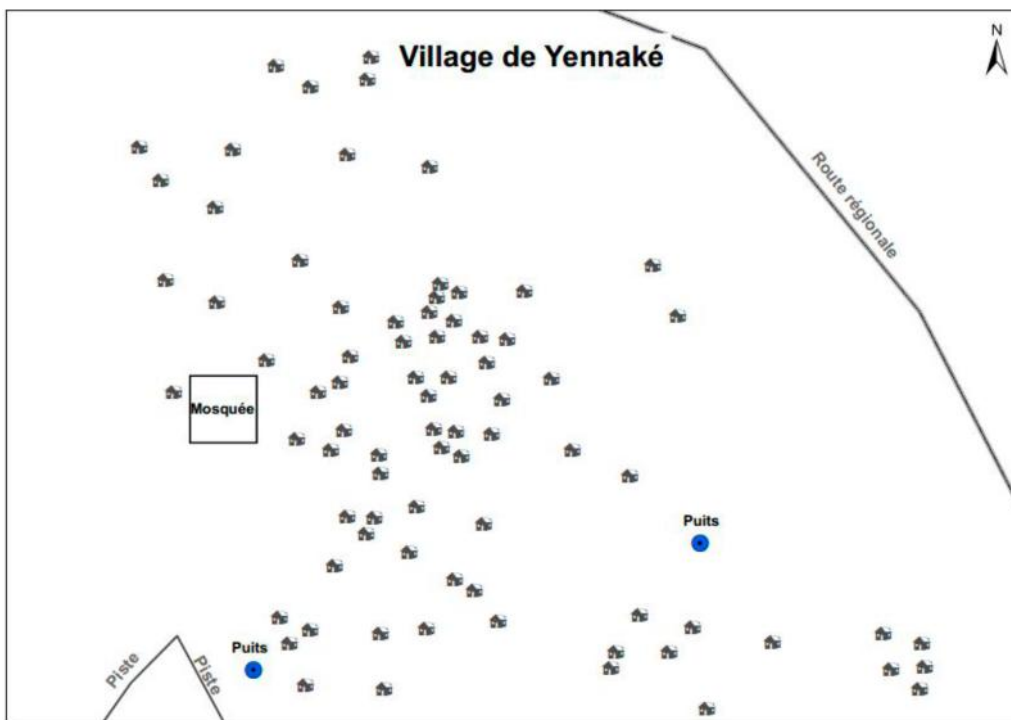 N
Village de Yennaké
Route régionale
Mosquée
Puits
Puits
Piste
Piste